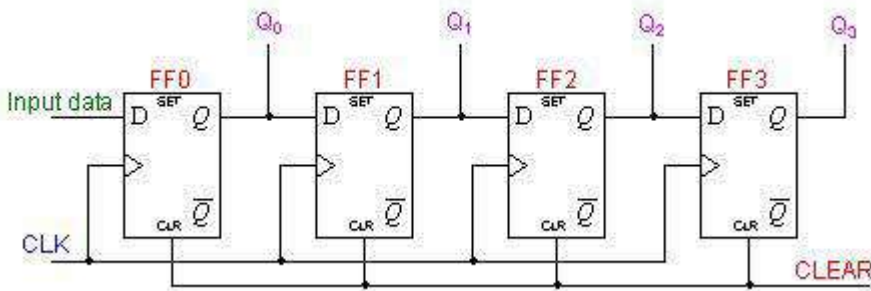 Q0 Q1 Q2 Q3
FF0 FF1 FF2 FF3
Input data
D SET Q D SET Q D SET Q D SET Q
Q Q Q Q
CLR CLR CLR CLR
CLK
CLEAR